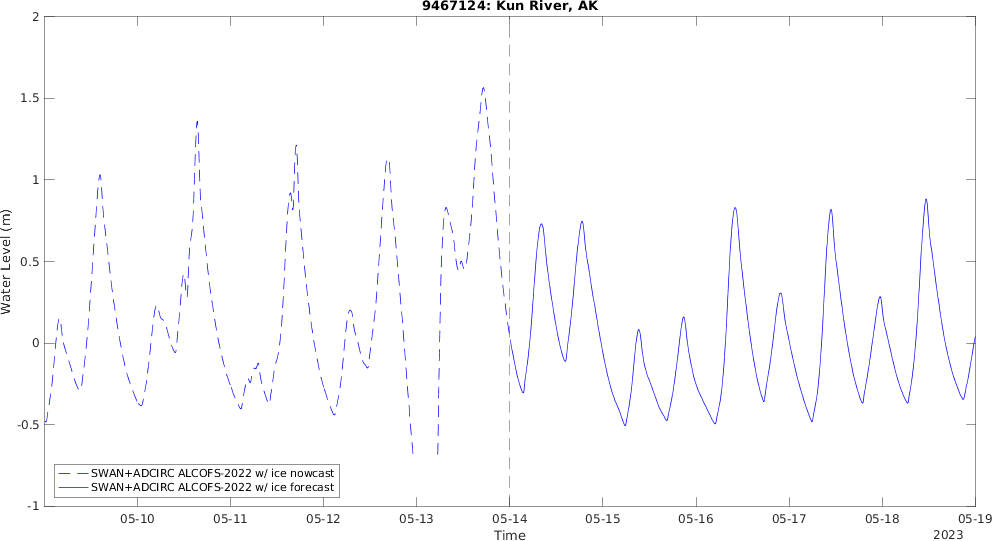 9467124: Kun River, AK
Water Level (m)
2
1.5
1
0.5
0
-0.5
-1
SWAN+ADCIRC ALCOFS-2022 w/ ice nowcast
SWAN+ADCIRC ALCOFS-2022 w/ ice forecast
05-10 05-11 05-12 05-13 05-14 05-15 05-16 05-17 05-18 05-19
Time
2023